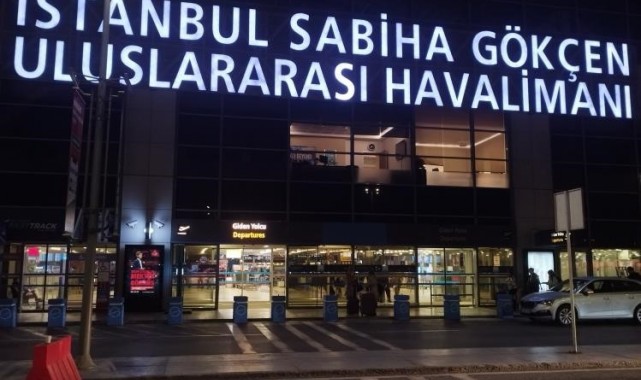 İSTANBUL SABİHA GÖKÇEN
ULUSLARARASI HAVALİMANI
Giden Yolcu
Departures